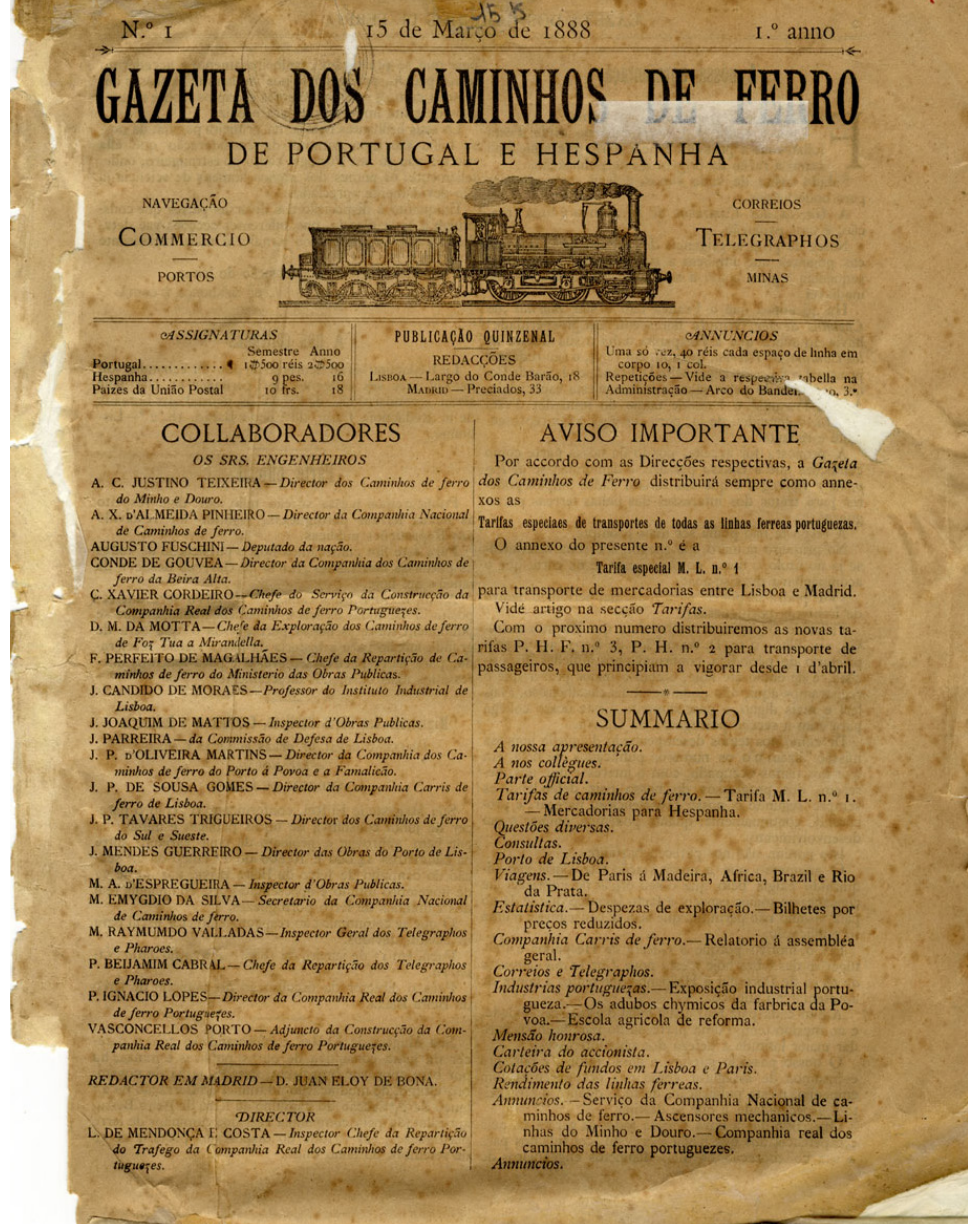 15 15
N.º 1 15 de Março de 1888 1.º anno
GAZETA DOS CAMINHOS DE FERRO
DE PORTUGAL E HESPANHA
NAVEGAÇÃO
COMMERCIO
PORTOS
CORREIOS
TELEGRAPHOS
MINAS
ASSIGNATURAS
Semestre Anno
Portugal............ 1$500 réis 2$500
Hespanha............ 9 pes. 16
Paizes da União Postal 10 frs. 18
PUBLICAÇÃO QUINZENAL
REDACÇÕES
LISBOA — Largo do Conde Barão, 18
MADRID — Preciados, 33
ANNUNCIOS
Uma só vez, 40 réis cada espaço de linha em
corpo 10, 1 col.
Repetições — Vide a respectiva tabella na
Administração — Arco do 3.º
COLLABORADORES
OS SRS. ENGENHEIROS
A. C. JUSTINO TEIXEIRA — Director dos Caminhos de ferro
do Minho e Douro.
A. X. D'ALMEIDA PINHEIRO — Director da Companhia Nacional
de Caminhos de ferro.
AUGUSTO FUSCHINI — Deputado da nação.
CONDE DE GOUVEA — Director da Companhia dos Caminhos de
ferro da Beira Alta.
C. XAVIER CORDEIRO — Chefe do Serviço da Construcção da
Companhia Real dos Caminhos de ferro Portuguezes.
D. M. DA MOTTA — Chefe da Exploração dos Caminhos de ferro
de Foz Tua a Mirandella.
F. PERFEITO DE MAGALHÃES — Chefe da Repartição de Ca-
minhos de ferro do Ministerio das Obras Publicas.
J. CANDIDO DE MORAES — Professor do Instituto Industrial de
Lisboa.
J. JOAQUIM DE MATTOS — Inspector d'Obras Publicas.
J. PARREIRA — da Commissão de Defesa de Lisboa.
J. P. D'OLIVEIRA MARTINS — Director da Companhia dos Ca-
minhos de ferro do Porto á Povoa e a Famalicão.
J. P. DE SOUSA GOMES — Director da Companhia Carris de
ferro de Lisboa.
J. P. TAVARES TRIGUEIROS — Director dos Caminhos de ferro
do Sul e Sueste.
J. MENDES GUERREIRO — Director das Obras do Porto de Lis-
boa.
M. A. D'ESPREGUEIRA — Inspector d'Obras Publicas.
M. EMYGDIO DA SILVA — Secretario da Companhia Nacional
de Caminhos de ferro.
M. RAYMUMDO VALLADAS — Inspector Geral dos Telegraphos
e Pharoes.
P. BEIJAMIM CABRAL — Chefe da Repartição dos Telegraphos
e Pharoes.
P. IGNACIO LOPES — Director da Companhia Real dos Caminhos
de ferro Portuguezes.
VASCONCELLOS PORTO — Adjuncto da Construcção da Com-
panhia Real dos Caminhos de ferro Portuguezes.
REDACTOR EM MADRID — D. JUAN ELOY DE BONA.
DIRECTOR
L. DE MENDONÇA E COSTA — Inspector Chefe da Repartição
do Trafego da Companhia Real dos Caminhos de ferro Por-
tuguezes.
AVISO IMPORTANTE
Por accordo com as Direcções respectivas, a Gazeta
dos Caminhos de Ferro distribuirá sempre como anne-
xos as
Tarifas especiaes de transportes de todas as linhas ferreas portuguezas.
O annexo do presente n.º é a
Tarifa especial M. L. n.º 1
para transporte de mercadorias entre Lisboa e Madrid.
Vidé artigo na secção Tarifas.
Com o proximo numero distribuiremos as novas ta-
rifas P. H. F. n.º 3, P. H. n.º 2 para transporte de
passageiros, que principiam a vigorar desde 1 d'abril.
SUMMARIO
A nossa apresentação.
A nos collègues.
Parte official.
Tarifas de caminhos de ferro. — Tarifa M. L. n.º 1.
— Mercadorias para Hespanha.
Questões diversas.
Consultas.
Porto de Lisboa.
Viagens. — De Paris á Madeira, Africa, Brazil e Rio
da Prata.
Estatistica. — Despezas de exploração. — Bilhetes por
preços reduzidos.
Companhia Carris de ferro. — Relatorio á assembléa
geral.
Correios e Telegraphos.
Industrias portuguezas. — Exposição industrial portu-
gueza. — Os adubos chymicos da farbrica da Po-
voa. — Escola agricola de reforma.
Mensão honrosa.
Carteira do accionista.
Cotações de fundos em Lisboa e Paris.
Rendimento das linhas ferreas.
Annuncios. — Serviço da Companhia Nacional de ca-
minhos de ferro. — Ascensores mechanicos. — Li-
nhas do Minho e Douro. — Companhia real dos
caminhos de ferro portuguezes.
Annuncios.